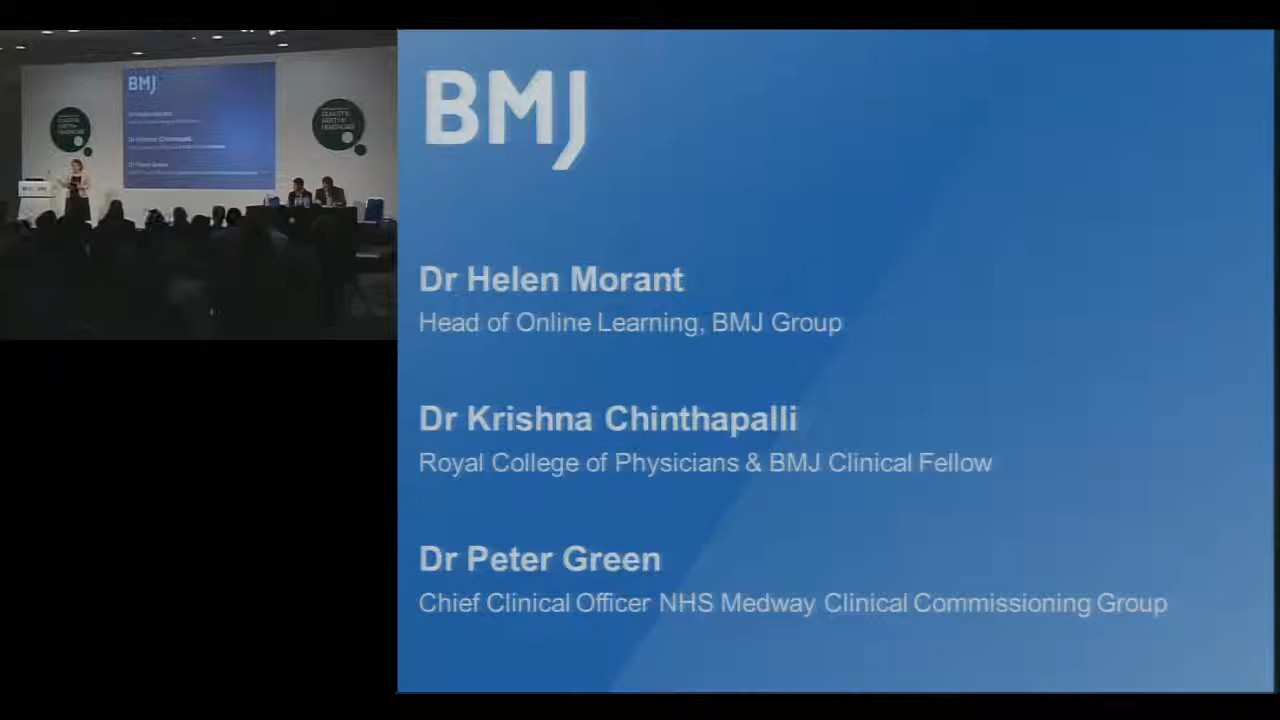 BMJ
Dr Helen Morant
Head of Online Learning, BMJ Group
Dr Krishna Chinthapalli
Royal College of Physicians & BMJ Clinical Fellow
Dr Peter Green
Chief Clinical Officer NHS Medway Clinical Commissioning Group
BMJ